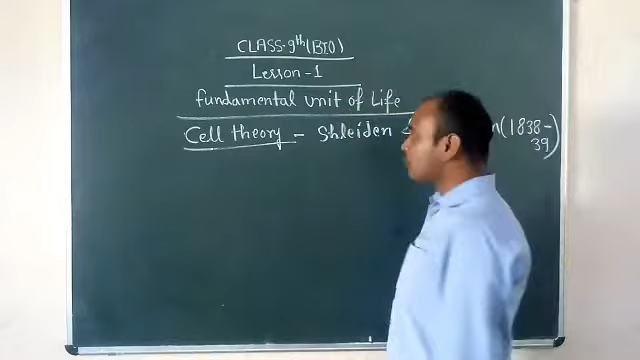 CLASS-9th (BIO)
Lesson-1
fundamental unit of Life
Cell theory - Shleiden
(1838-
39)